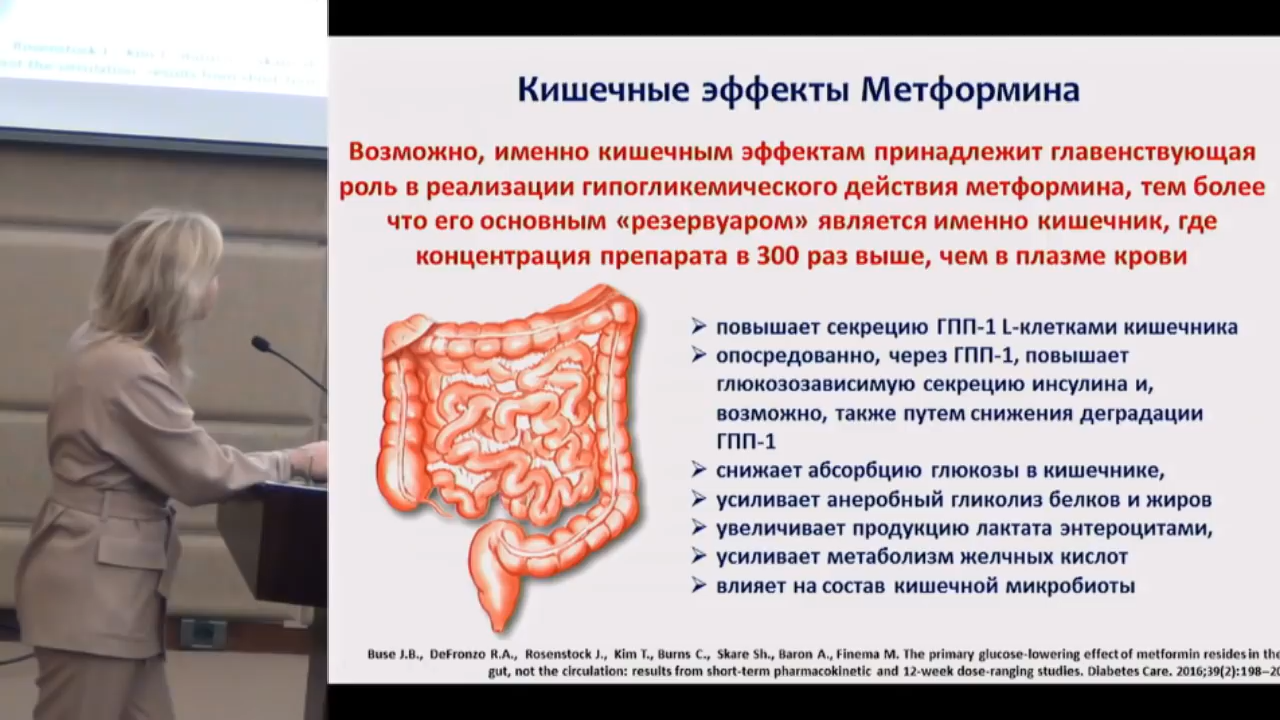 Кишечные эффекты Метформина
Возможно, именно кишечным эффектам принадлежит главенствующая
роль в реализации гипогликемического действия метформина, тем более
что его основным «резервуаром» является именно кишечник, где
концентрация препарата в 300 раз выше, чем в плазме крови
➢ повышает секрецию ГПП-1 L-клетками кишечника
➢ опосредованно, через ГПП-1, повышает
глюкозозависимую секрецию инсулина и,
возможно, также путем снижения деградации
ГПП-1
➢ снижает абсорбцию глюкозы в кишечнике,
➢ усиливает анеробный гликолиз белков и жиров
➢ увеличивает продукцию лактата энтероцитами,
➢ усиливает метаболизм желчных кислот
➢ влияет на состав кишечной микробиоты
Buse J.B., DeFronzo R.A., Rosenstock J., Kim T., Burns C., Skare Sh., Baron A., Finema M. The primary glucose-lowering effect of metformin resides in the
gut, not the circulation: results from short-term pharmacokinetic and 12-week dose-ranging studies. Diabetes Care. 2016;39(2):198–20